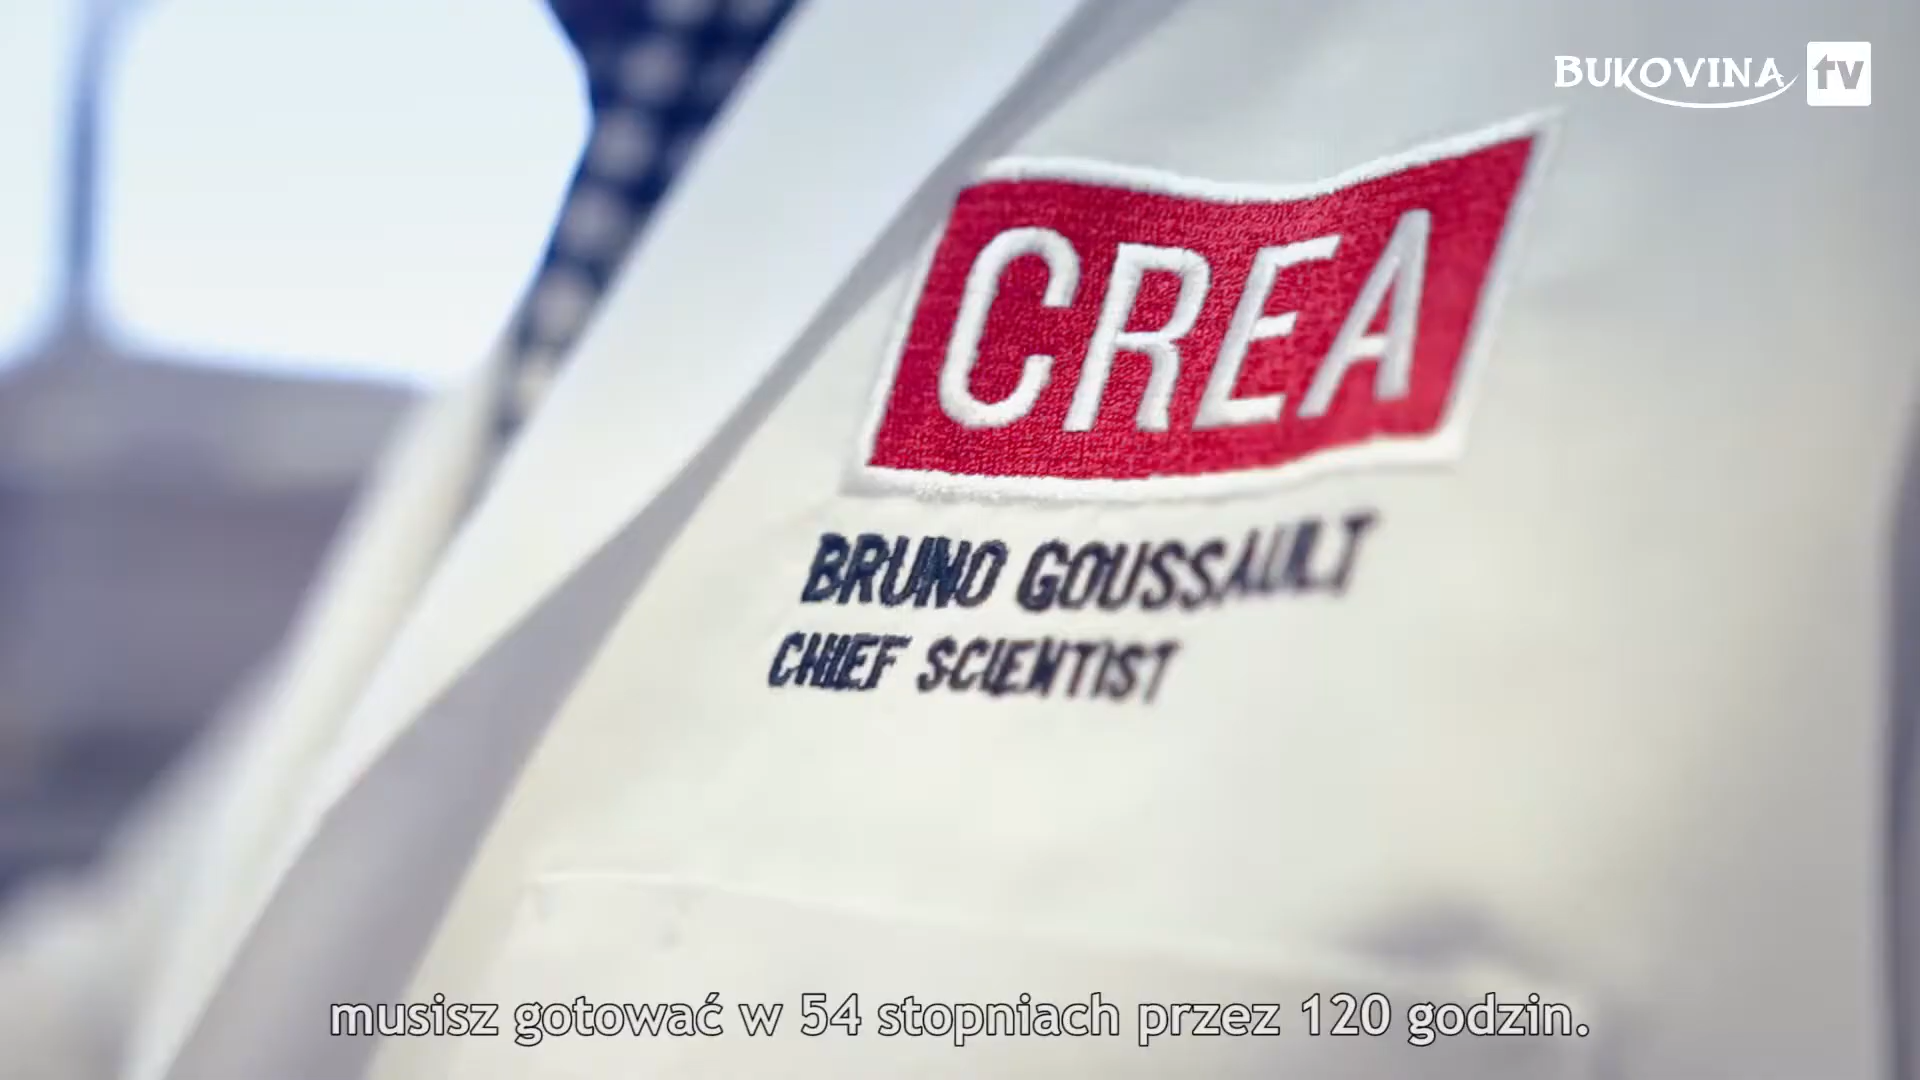 BUKOVINA tv
CREA
BRUNO GOUSSAULT
CHIEF SCIENTIST
musisz gotować w 54 stopniach przez 120 godzin.